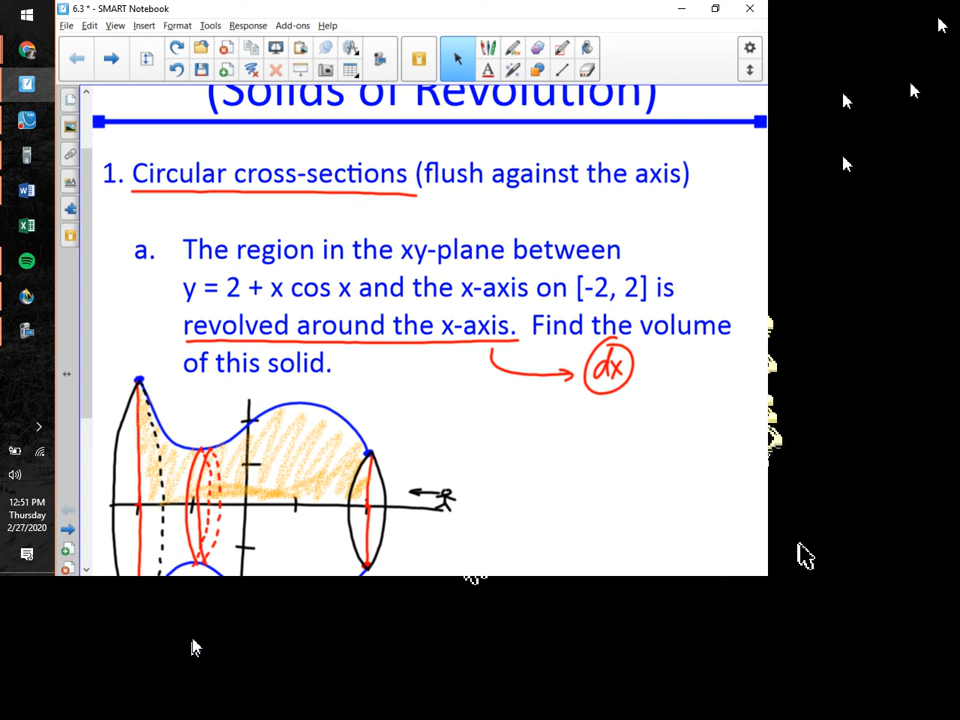 6.3 * - SMART Notebook
File Edit View Insert Format Tools Response Add-ons Help
(Solids of Revolution)
1. Circular cross-sections (flush against the axis)
a. The region in the xy-plane between
y = 2 + x cos x and the x-axis on [-2, 2] is
revolved around the x-axis. Find the volume
of this solid.
dx
12:51 PM
Thursday
2/27/2020